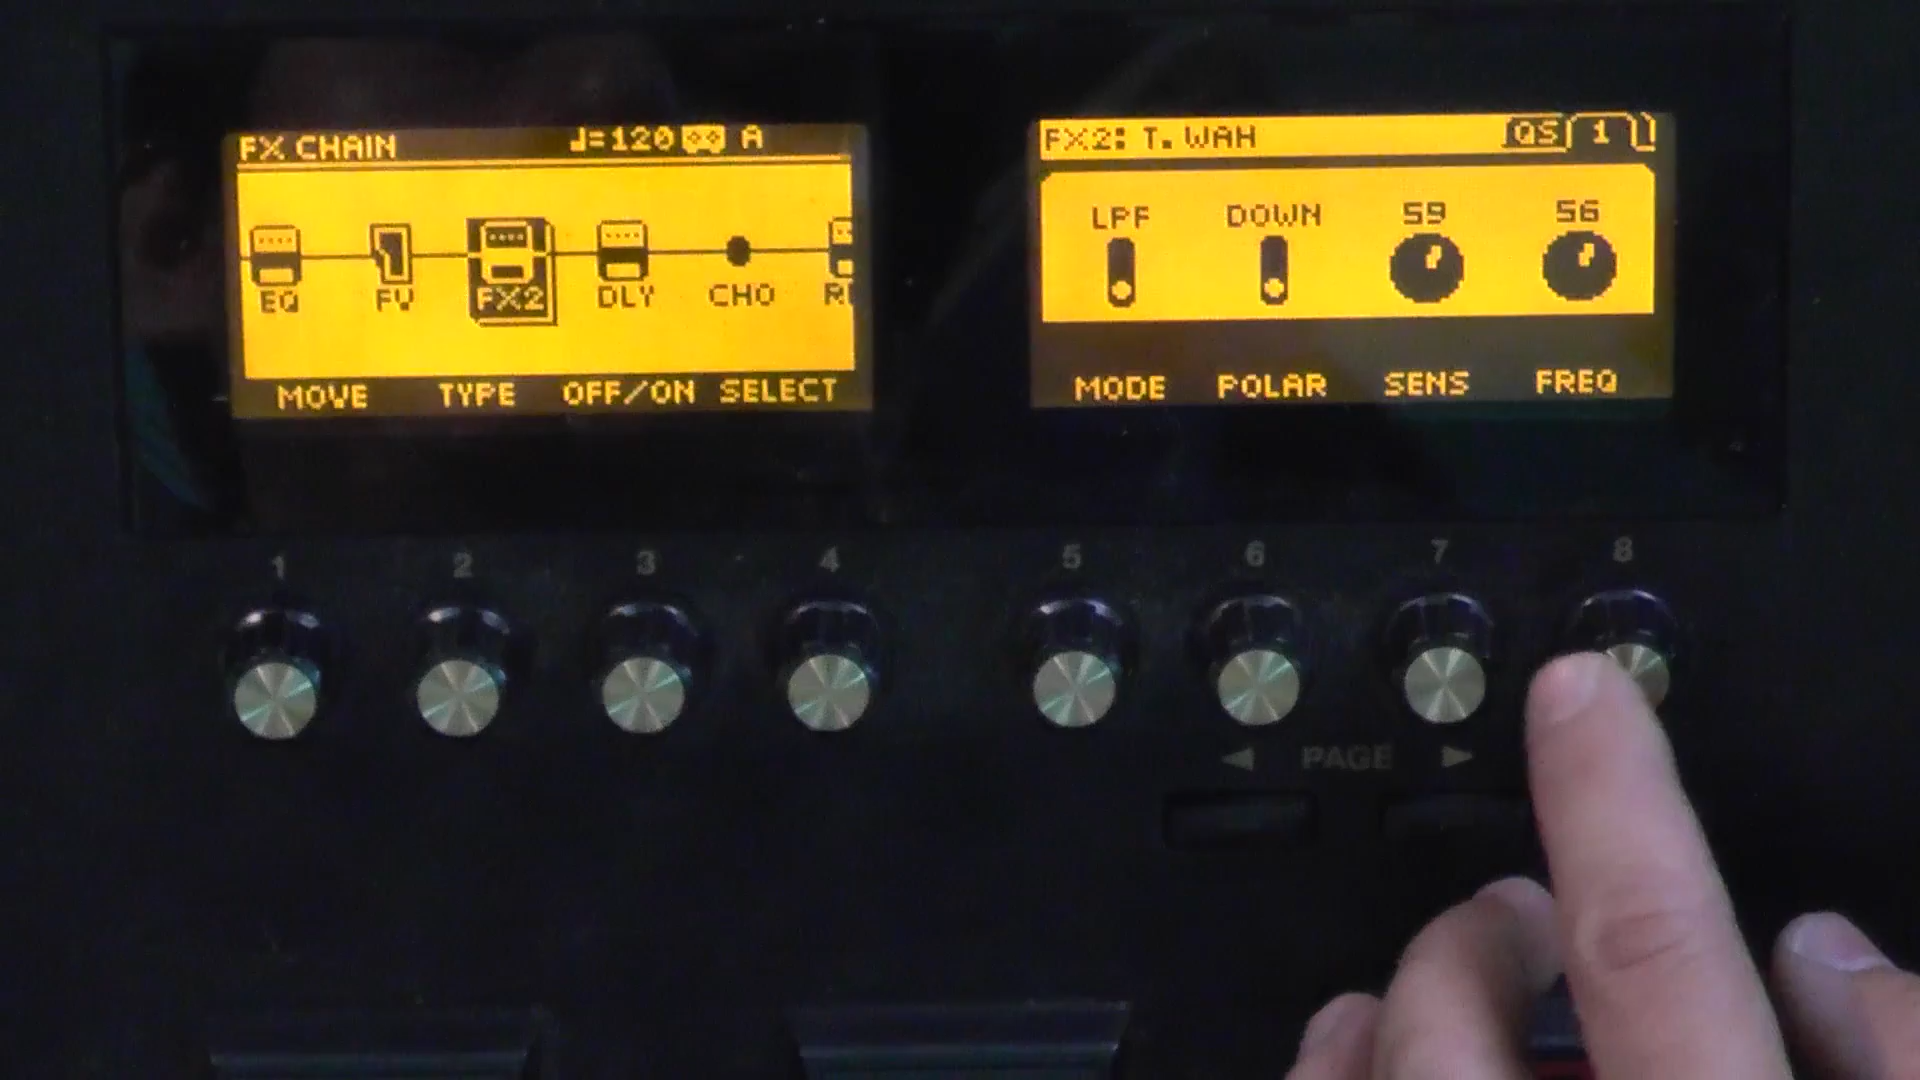 FX CHAIN ♩=120 A
EQ FV FX2 DLY CHO
MOVE TYPE OFF/ON SELECT
FX2: T. WAH QS 1
LPF DOWN 59 56
MODE POLAR SENS FREQ
1 2 3 4 5 6 7 8
◀ PAGE ▶